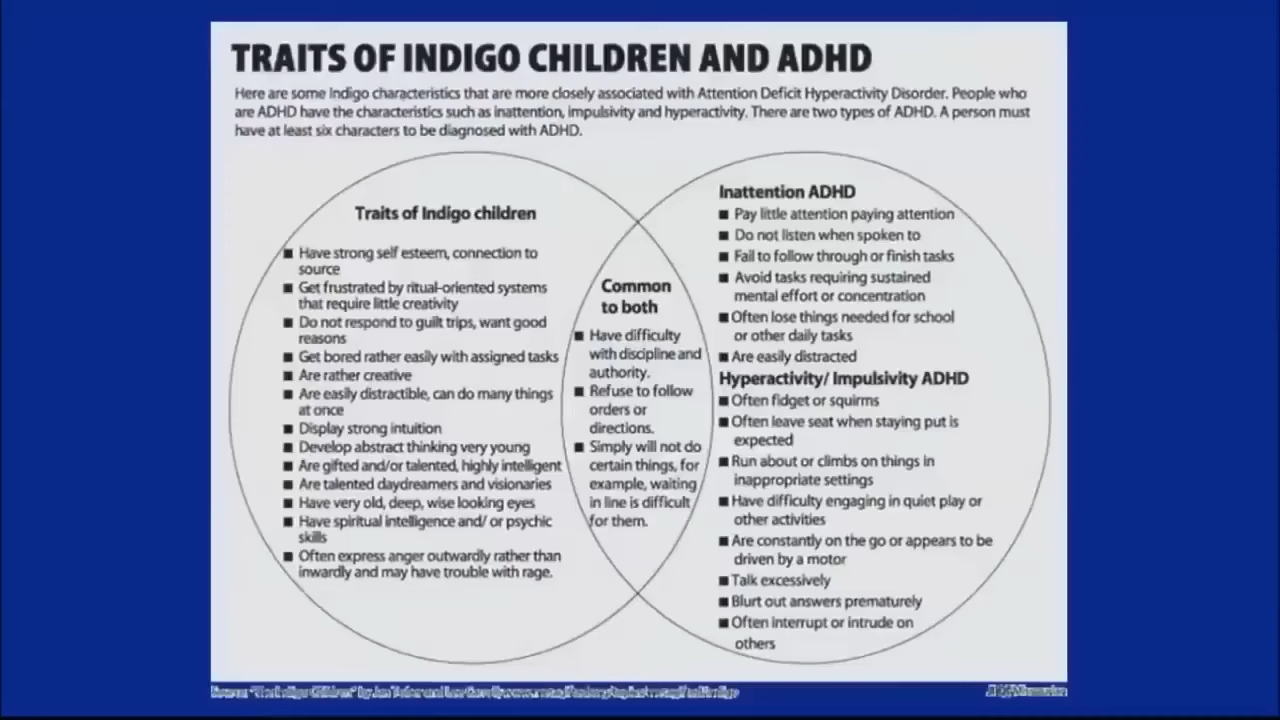 TRAITS OF INDIGO CHILDREN AND ADHD
Here are some Indigo characteristics that are more closely associated with Attention Deficit Hyperactivity Disorder. People who
are ADHD have the characteristics such as inattention, impulsivity and hyperactivity. There are two types of ADHD. A person must
have at least six characters to be diagnosed with ADHD.
Traits of Indigo children
■ Have strong self esteem, connection to
source
■ Get frustrated by ritual-oriented systems
that require little creativity
■ Do not respond to guilt trips, want good
reasons
■ Get bored rather easily with assigned tasks
■ Are rather creative
■ Are easily distractible, can do many things
at once
■ Display strong intuition
■ Develop abstract thinking very young
■ Are gifted and/or talented, highly intelligent
■ Are talented daydreamers and visionaries
■ Have very old, deep, wise looking eyes
■ Have spiritual intelligence and/ or psychic
skills
■ Often express anger outwardly rather than
inwardly and may have trouble with rage.
Common
to both
■ Have difficulty
with discipline and
authority.
■ Refuse to follow
orders or
directions.
■ Simply will not do
certain things, for
example, waiting
in line is difficult
for them.
Inattention ADHD
■ Pay little attention paying attention
■ Do not listen when spoken to
■ Fail to follow through or finish tasks
■ Avoid tasks requiring sustained
mental effort or concentration
■ Often lose things needed for school
or other daily tasks
■ Are easily distracted
Hyperactivity/ Impulsivity ADHD
■ Often fidget or squirms
■ Often leave seat when staying put is
expected
■ Run about or climbs on things in
inappropriate settings
■ Have difficulty engaging in quiet play or
other activities
■ Are constantly on the go or appears to be
driven by a motor
■ Talk excessively
■ Blurt out answers prematurely
■ Often interrupt or intrude on
others